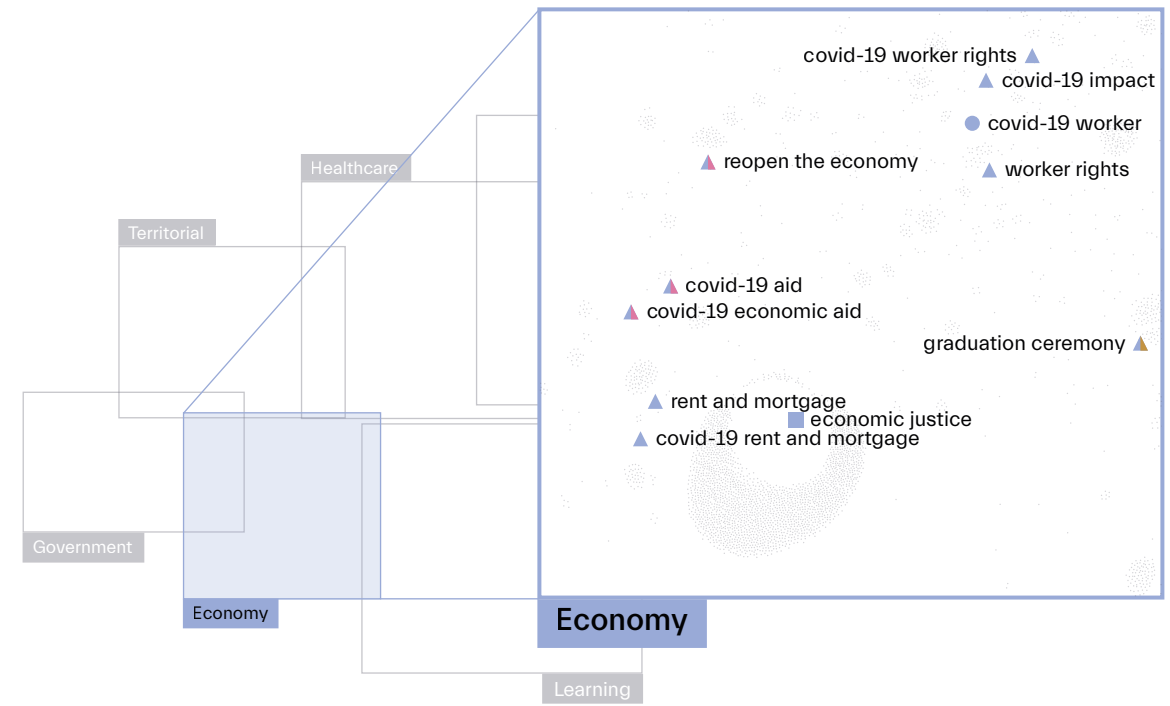 covid-19 worker rights
covid-19 impact
covid-19 worker
reopen the economy
worker rights
Healthcare
Territorial
covid-19 aid
covid-19 economic aid
graduation ceremony
rent and mortgage
economic justice
covid-19 rent and mortgage
Government
Economy
Economy
Learning